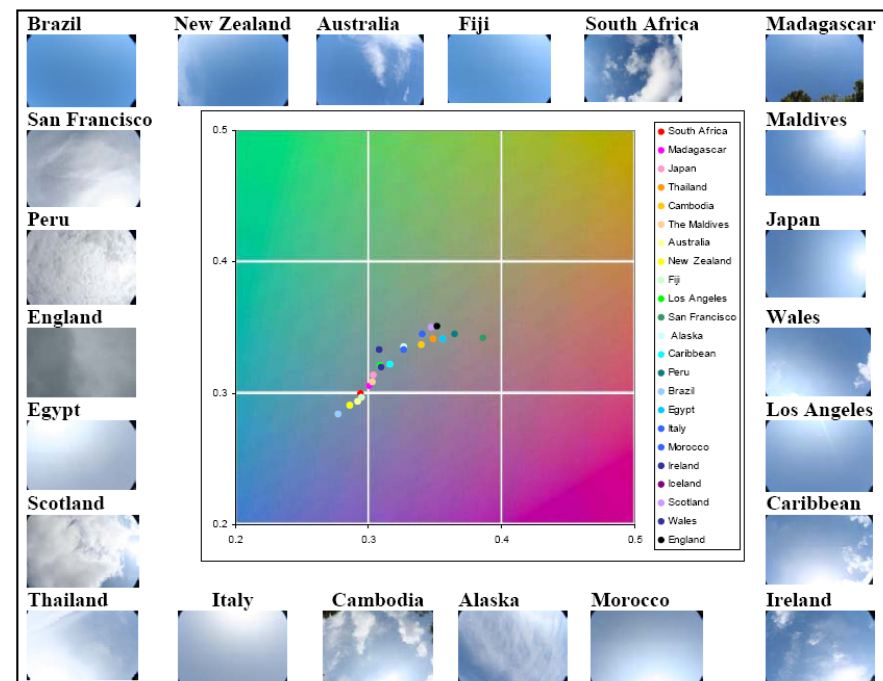 Brazil New Zealand Australia Fiji South Africa Madagascar
San Francisco
Maldives
Peru
Japan
England
Wales
Egypt
Los Angeles
Scotland
Caribbean
Thailand Italy Cambodia Alaska Morocco Ireland
0.5
0.4
0.3
0.2
0.2 0.3 0.4 0.5
South Africa
Madagascar
Japan
Thailand
Cambodia
The Maldives
Australia
New Zealand
Fiji
Los Angeles
San Francisco
Alaska
Caribbean
Peru
Brazil
Egypt
Italy
Morocco
Ireland
Iceland
Scotland
Wales
England